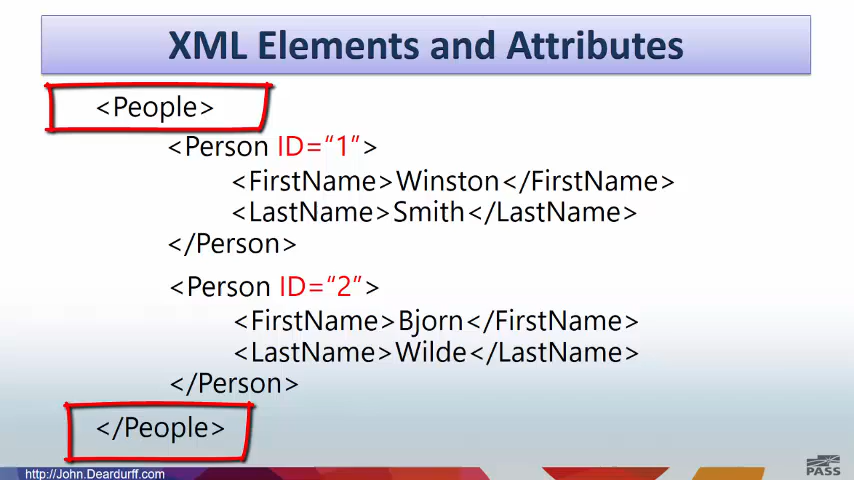 XML Elements and Attributes
<People>
<Person ID=“1”>
<FirstName>Winston</FirstName>
<LastName>Smith</LastName>
</Person>
<Person ID=“2”>
<FirstName>Bjorn</FirstName>
<LastName>Wilde</LastName>
</Person>
</People>
http://John.Deardurff.com
PASS